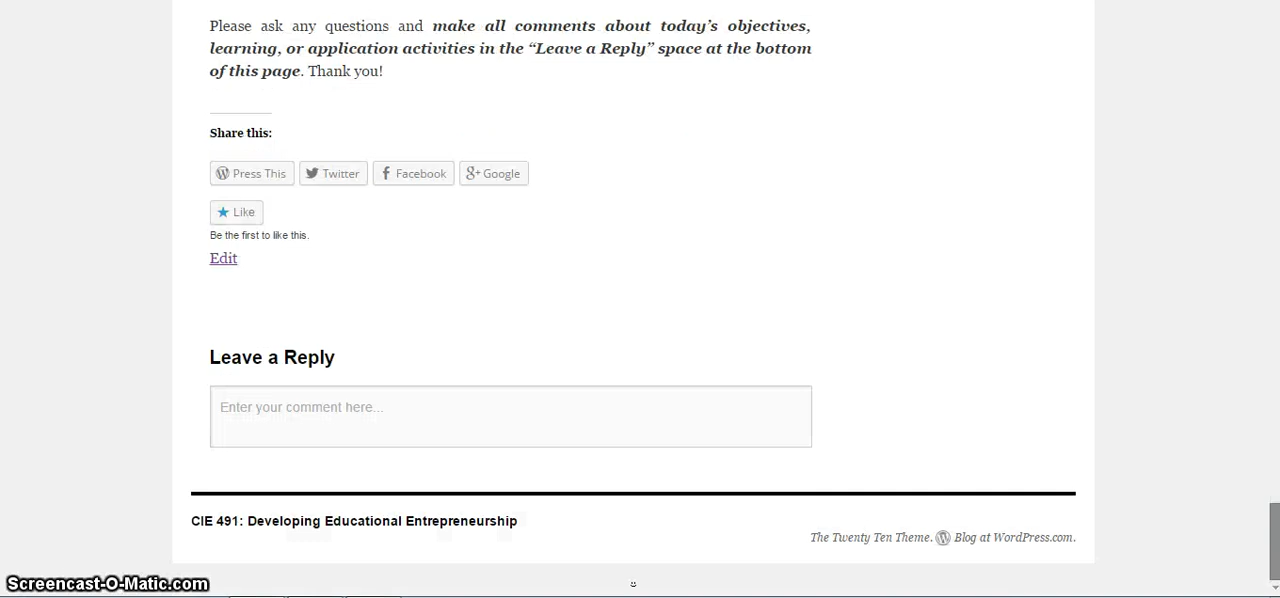 Please ask any questions and make all comments about today’s objectives,
learning, or application activities in the “Leave a Reply” space at the bottom
of this page. Thank you!
Share this:
Press This Twitter Facebook Google
Like
Be the first to like this.
Edit
Leave a Reply
Enter your comment here...
CIE 491: Developing Educational Entrepreneurship
The Twenty Ten Theme. Blog at WordPress.com.
Screencast-O-Matic.com